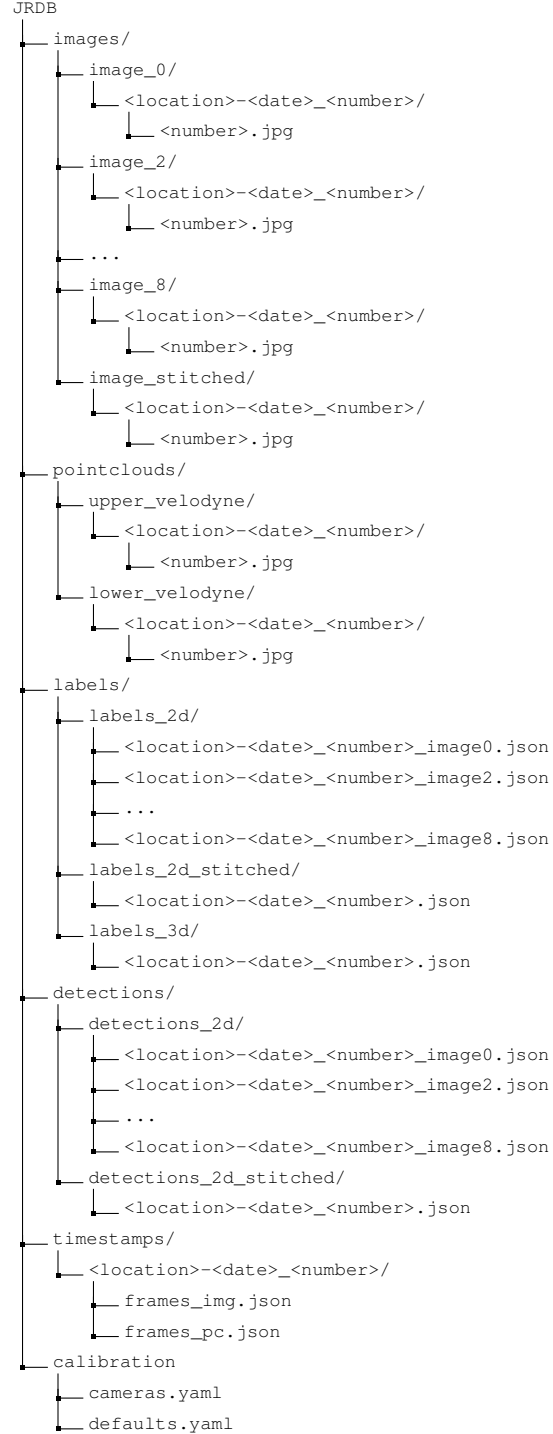 JRDB
images/
image_0/
<location>-<date>_<number>/
<number>.jpg
image_2/
<location>-<date>_<number>/
<number>.jpg
...
image_8/
<location>-<date>_<number>/
<number>.jpg
image_stitched/
<location>-<date>_<number>/
<number>.jpg
pointclouds/
upper_velodyne/
<location>-<date>_<number>/
<number>.jpg
lower_velodyne/
<location>-<date>_<number>/
<number>.jpg
labels/
labels_2d/
<location>-<date>_<number>_image0.json
<location>-<date>_<number>_image2.json
...
<location>-<date>_<number>_image8.json
labels_2d_stitched/
<location>-<date>_<number>.json
labels_3d/
<location>-<date>_<number>.json
detections/
detections_2d/
<location>-<date>_<number>_image0.json
<location>-<date>_<number>_image2.json
...
<location>-<date>_<number>_image8.json
detections_2d_stitched/
<location>-<date>_<number>.json
timestamps/
<location>-<date>_<number>/
frames_img.json
frames_pc.json
calibration
cameras.yaml
defaults.yaml